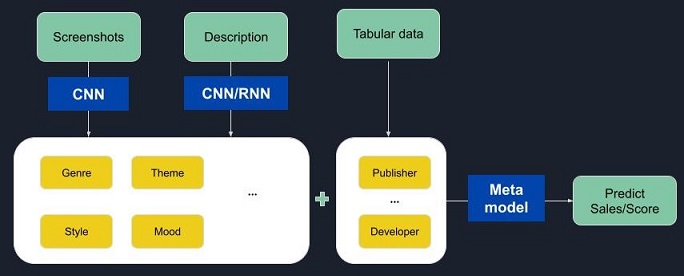 Screenshots
Description
Tabular data
CNN
CNN/RNN
Genre
Theme
...
Style
Mood
+
Publisher
...
Developer
Meta
model
Predict
Sales/Score